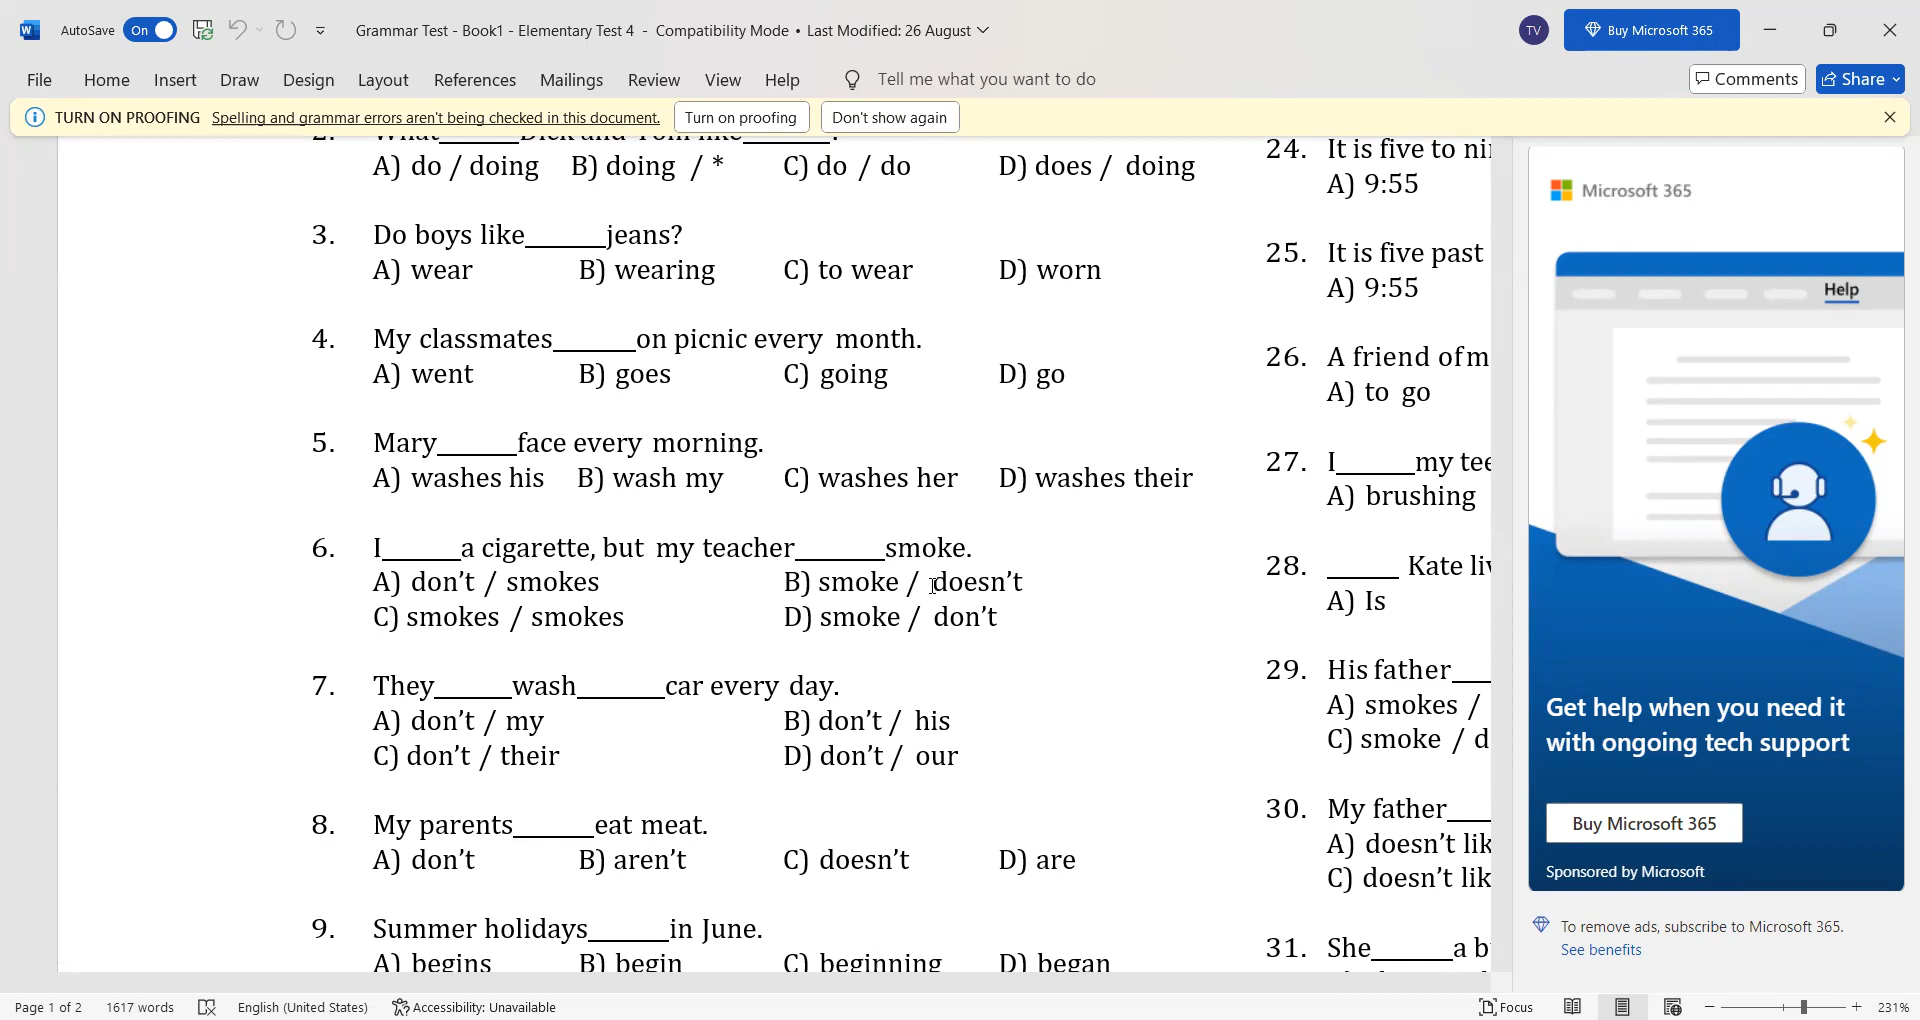 AutoSave On Grammar Test - Book1 - Elementary Test 4 - Compatibility Mode • Last Modified: 26 August TV Buy Microsoft 365
File Home Insert Draw Design Layout References Mailings Review View Help Tell me what you want to do Comments Share
TURN ON PROOFING Spelling and grammar errors aren't being checked in this document. Turn on proofing Don't show again
A) do / doing B) doing / * C) do / do D) does / doing
3. Do boys like______jeans?
A) wear B) wearing C) to wear D) worn
4. My classmates______on picnic every month.
A) went B) goes C) going D) go
5. Mary______face every morning.
A) washes his B) wash my C) washes her D) washes their
6. I______a cigarette, but my teacher______smoke.
A) don't / smokes B) smoke / doesn't
C) smokes / smokes D) smoke / don't
7. They______wash______car every day.
A) don't / my B) don't / his
C) don't / their D) don't / our
8. My parents______eat meat.
A) don't B) aren't C) doesn't D) are
9. Summer holidays______in June.
A) begins B) begin C) beginning D) began
24. It is five to
A) 9:55
25. It is five past
A) 9:55
26. A friend of
A) to go
27. I______my
A) brushing
28. ______ Kate
A) Is
29. His father___
A) smokes /
C) smoke /
30. My father___
A) doesn't
C) doesn't
31. She______a
Microsoft 365
Help
Get help when you need it
with ongoing tech support
Buy Microsoft 365
Sponsored by Microsoft
To remove ads, subscribe to Microsoft 365.
See benefits
Page 1 of 2 1617 words English (United States) Accessibility: Unavailable Focus 231%